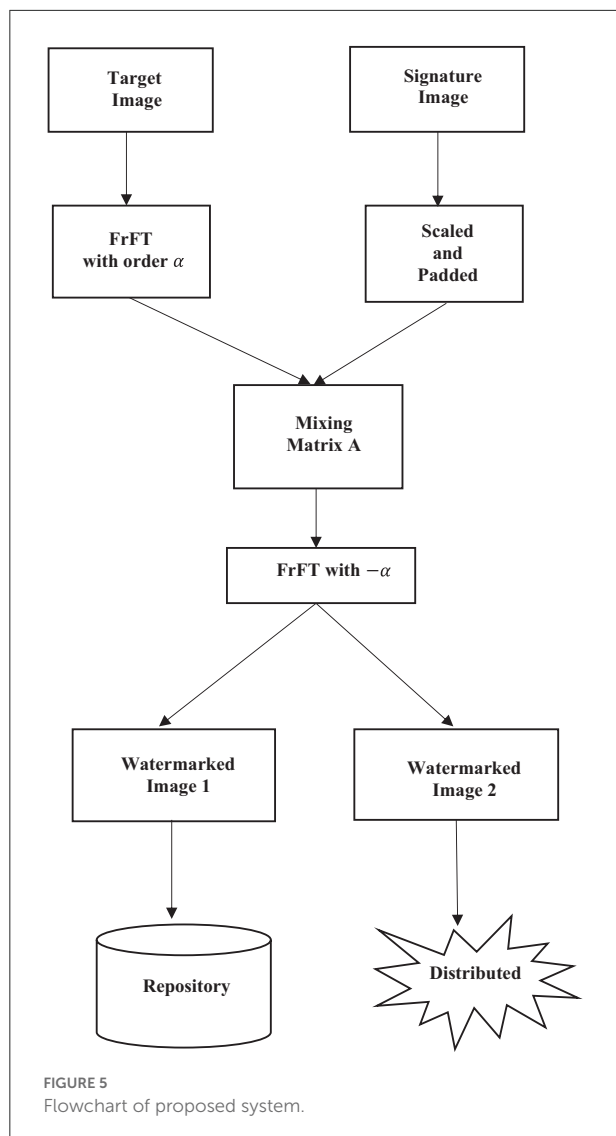 Target
Image
Signature
Image
FrFT
with order α
Scaled
and
Padded
Mixing
Matrix A
FrFT with −α
Watermarked
Image 1
Watermarked
Image 2
Repository
Distributed
FIGURE 5
Flowchart of proposed system.